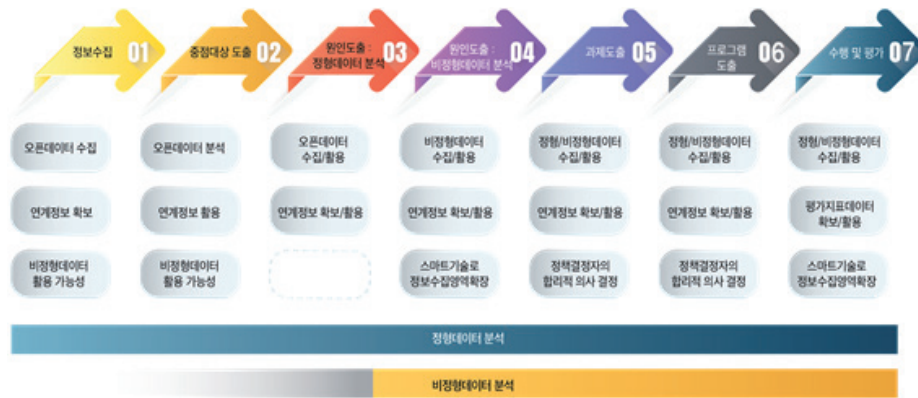 정보수집 01
중점대상 도출 02
원인도출 :
정형데이터 분석 03
원인도출 :
비정형데이터 분석 04
과제도출 05
프로그램
도출 06
수행 및 평가 07
오픈데이터 수집
오픈데이터 분석
오픈데이터
수집/활용
비정형데이터
수집/활용
정형/비정형데이터
수집/활용
정형/비정형데이터
수집/활용
정형/비정형데이터
수집/활용
연계정보 확보
연계정보 활용
연계정보 확보/활용
연계정보 확보/활용
연계정보 확보/활용
연계정보 확보/활용
평가지표데이터
확보/활용
비정형데이터
활용 가능성
비정형데이터
활용 가능성
스마트기술로
정보수집영역확장
정책결정자의
합리적 의사 결정
정책결정자의
합리적 의사 결정
스마트기술로
정보수집영역확장
정형데이터 분석
비정형데이터 분석